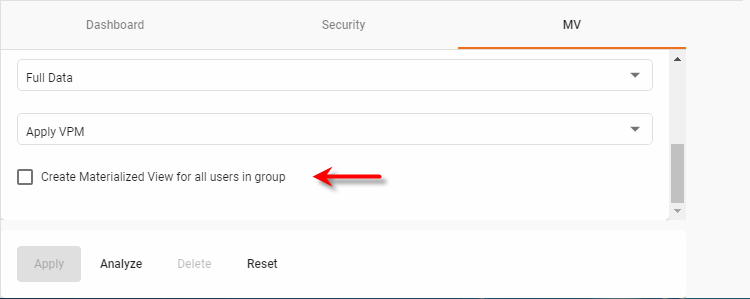 Dashboard Security MV
Full Data
Apply VPM
Create Materialized View for all users in group
Apply Analyze Delete Reset